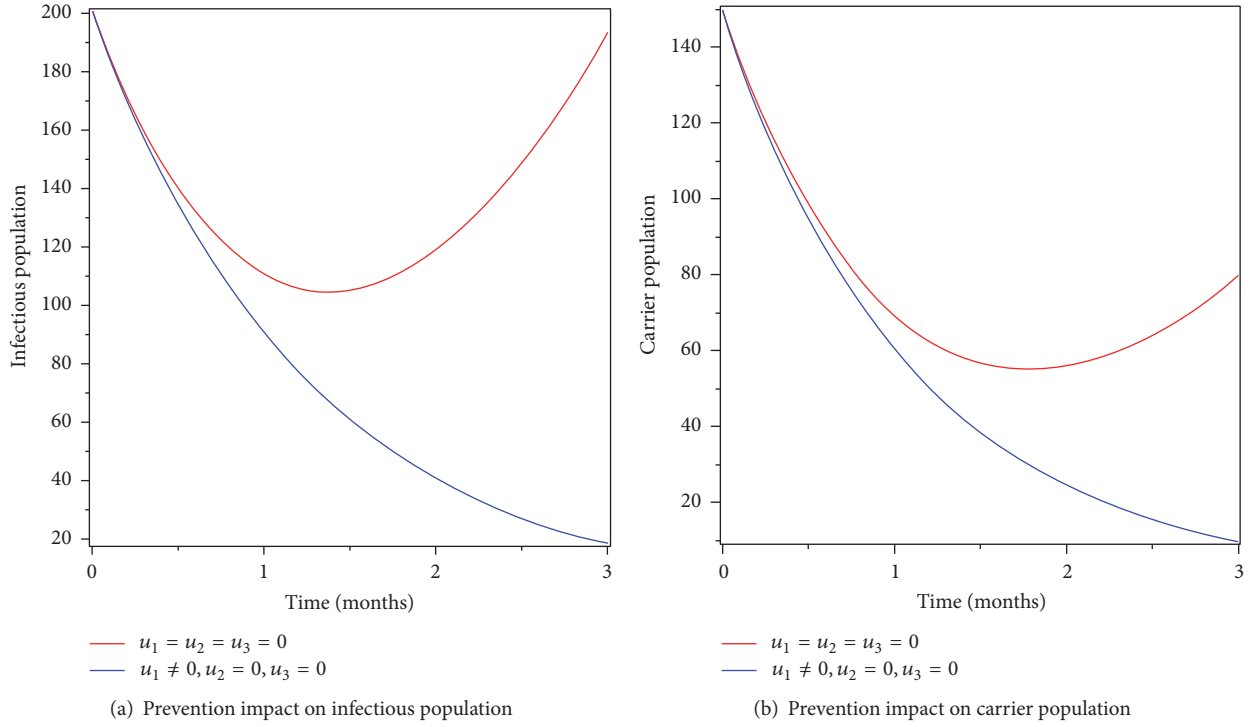 200
180
160
140
120
100
80
60
40
20
Infectious population
0
1
2
3
Time (months)
u₁ = u₂ = u₃ = 0
u₁ ≠ 0, u₂ = 0, u₃ = 0
(a) Prevention impact on infectious population
140
120
100
80
60
40
20
Carrier population
0
1
2
3
Time (months)
u₁ = u₂ = u₃ = 0
u₁ ≠ 0, u₂ = 0, u₃ = 0
(b) Prevention impact on carrier population